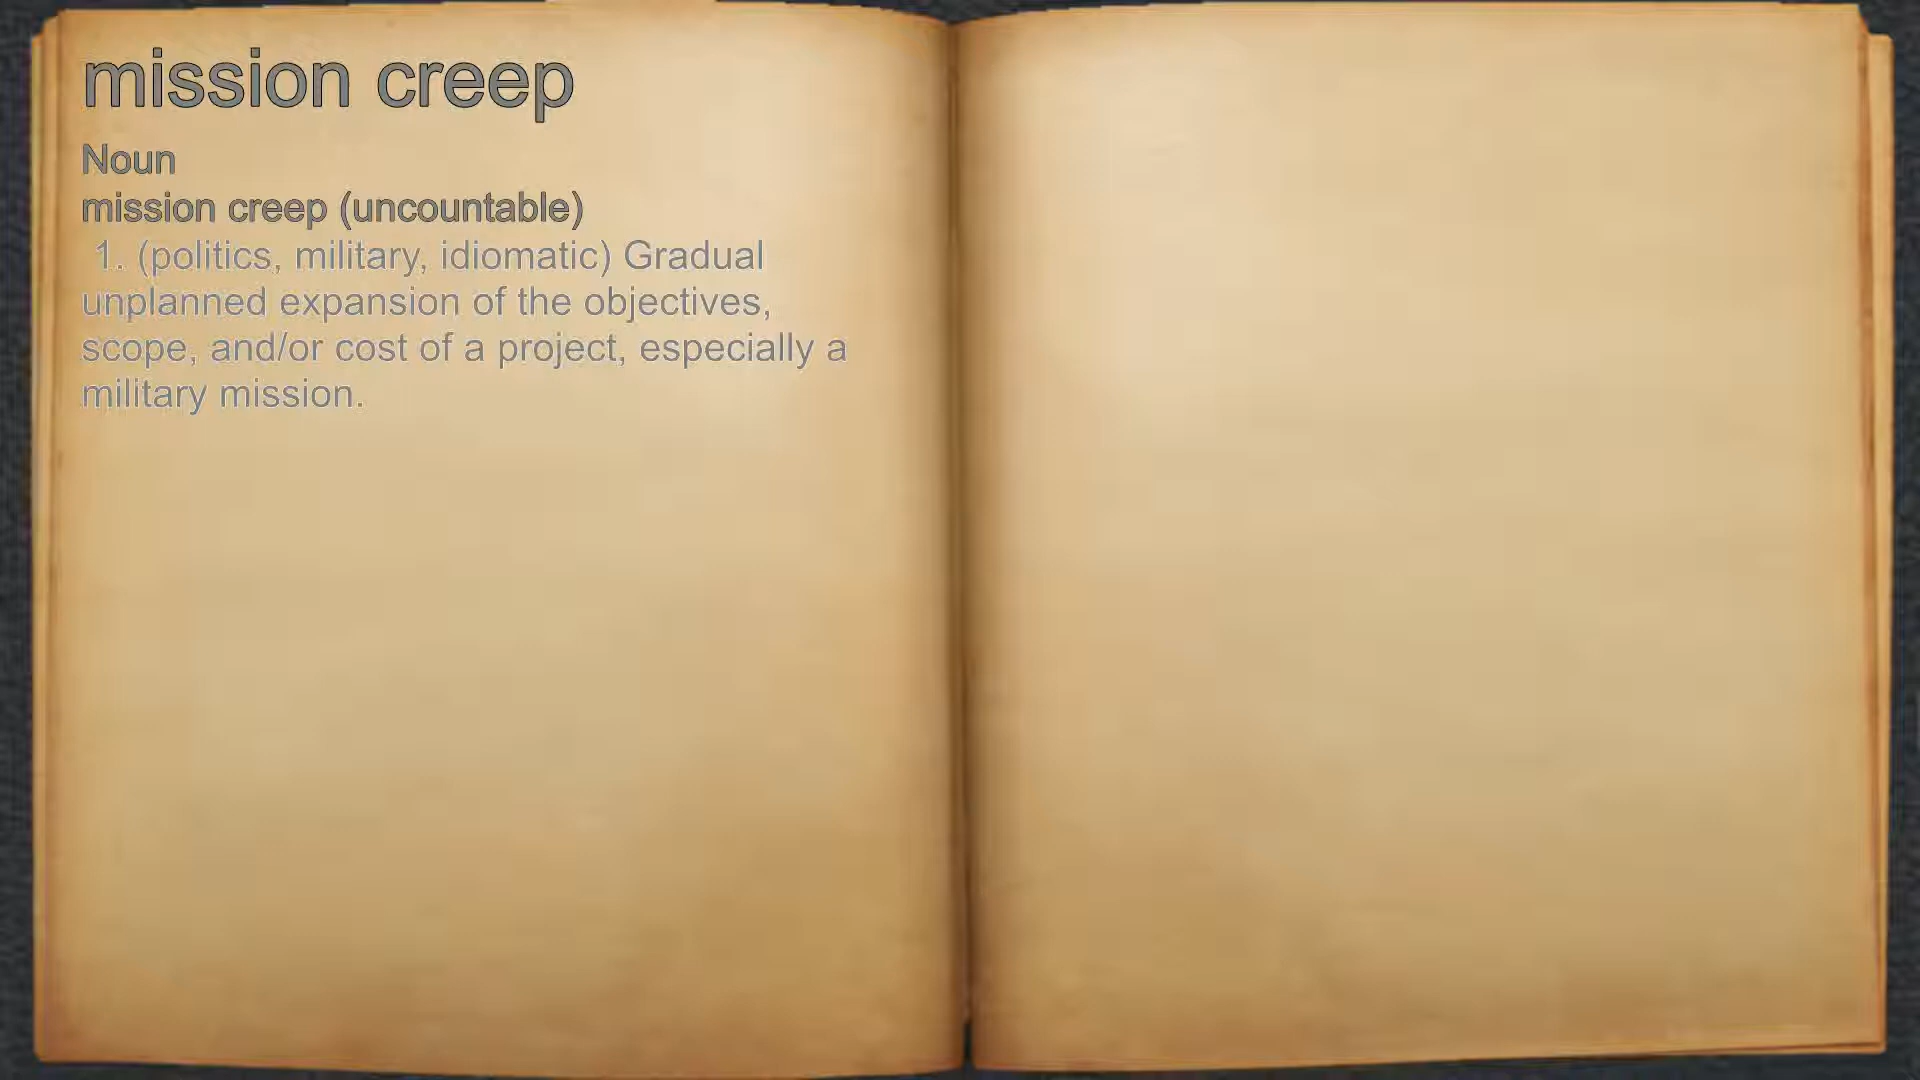 mission creep
Noun
mission creep (uncountable)
1. (politics, military, idiomatic) Gradual
unplanned expansion of the objectives,
scope, and/or cost of a project, especially a
military mission.